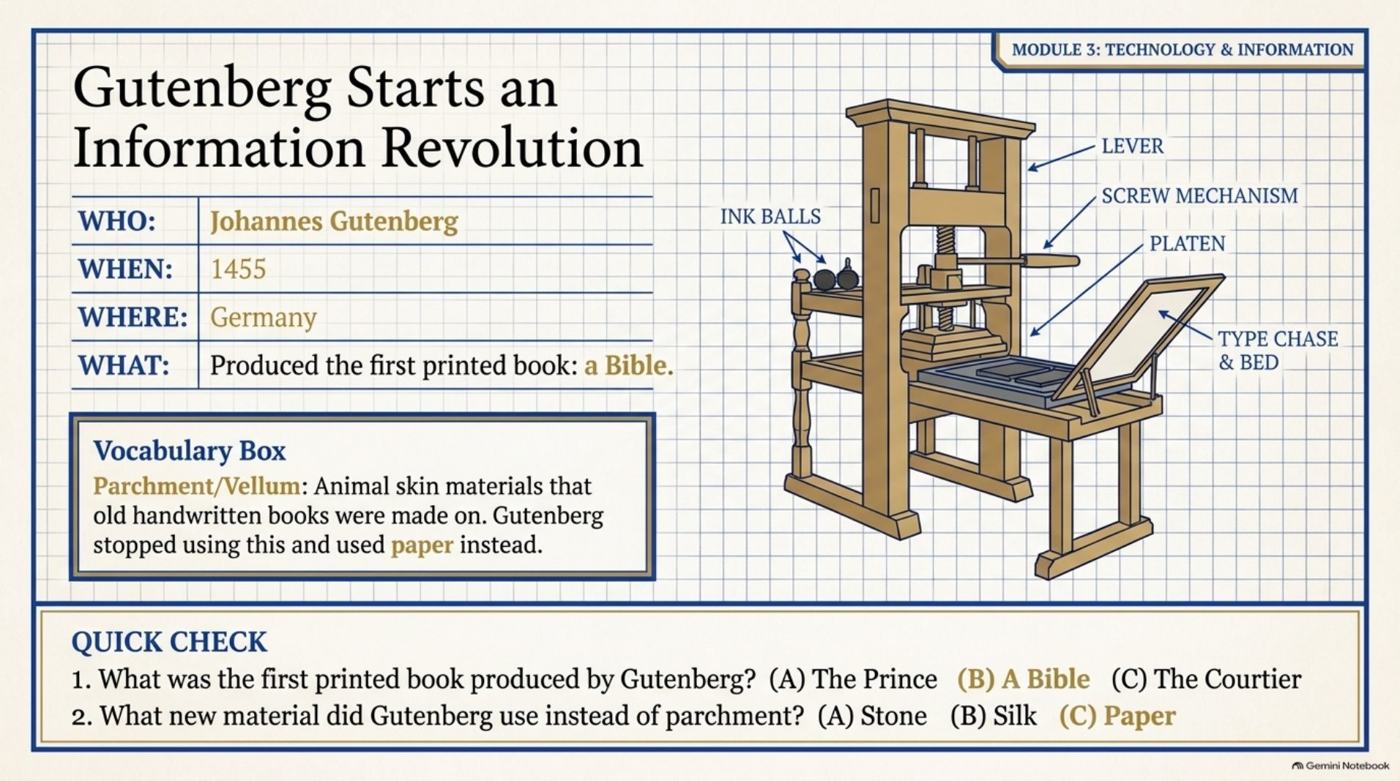 MODULE 3: TECHNOLOGY & INFORMATION
Gutenberg Starts an
Information Revolution
WHO: Johannes Gutenberg
WHEN: 1455
WHERE: Germany
WHAT: Produced the first printed book: a Bible.
Vocabulary Box
Parchment/Vellum: Animal skin materials that
old handwritten books were made on. Gutenberg
stopped using this and used paper instead.
LEVER
SCREW MECHANISM
INK BALLS
PLATEN
TYPE CHASE
& BED
QUICK CHECK
1. What was the first printed book produced by Gutenberg? (A) The Prince (B) A Bible (C) The Courtier
2. What new material did Gutenberg use instead of parchment? (A) Stone (B) Silk (C) Paper
Gemini Notebook